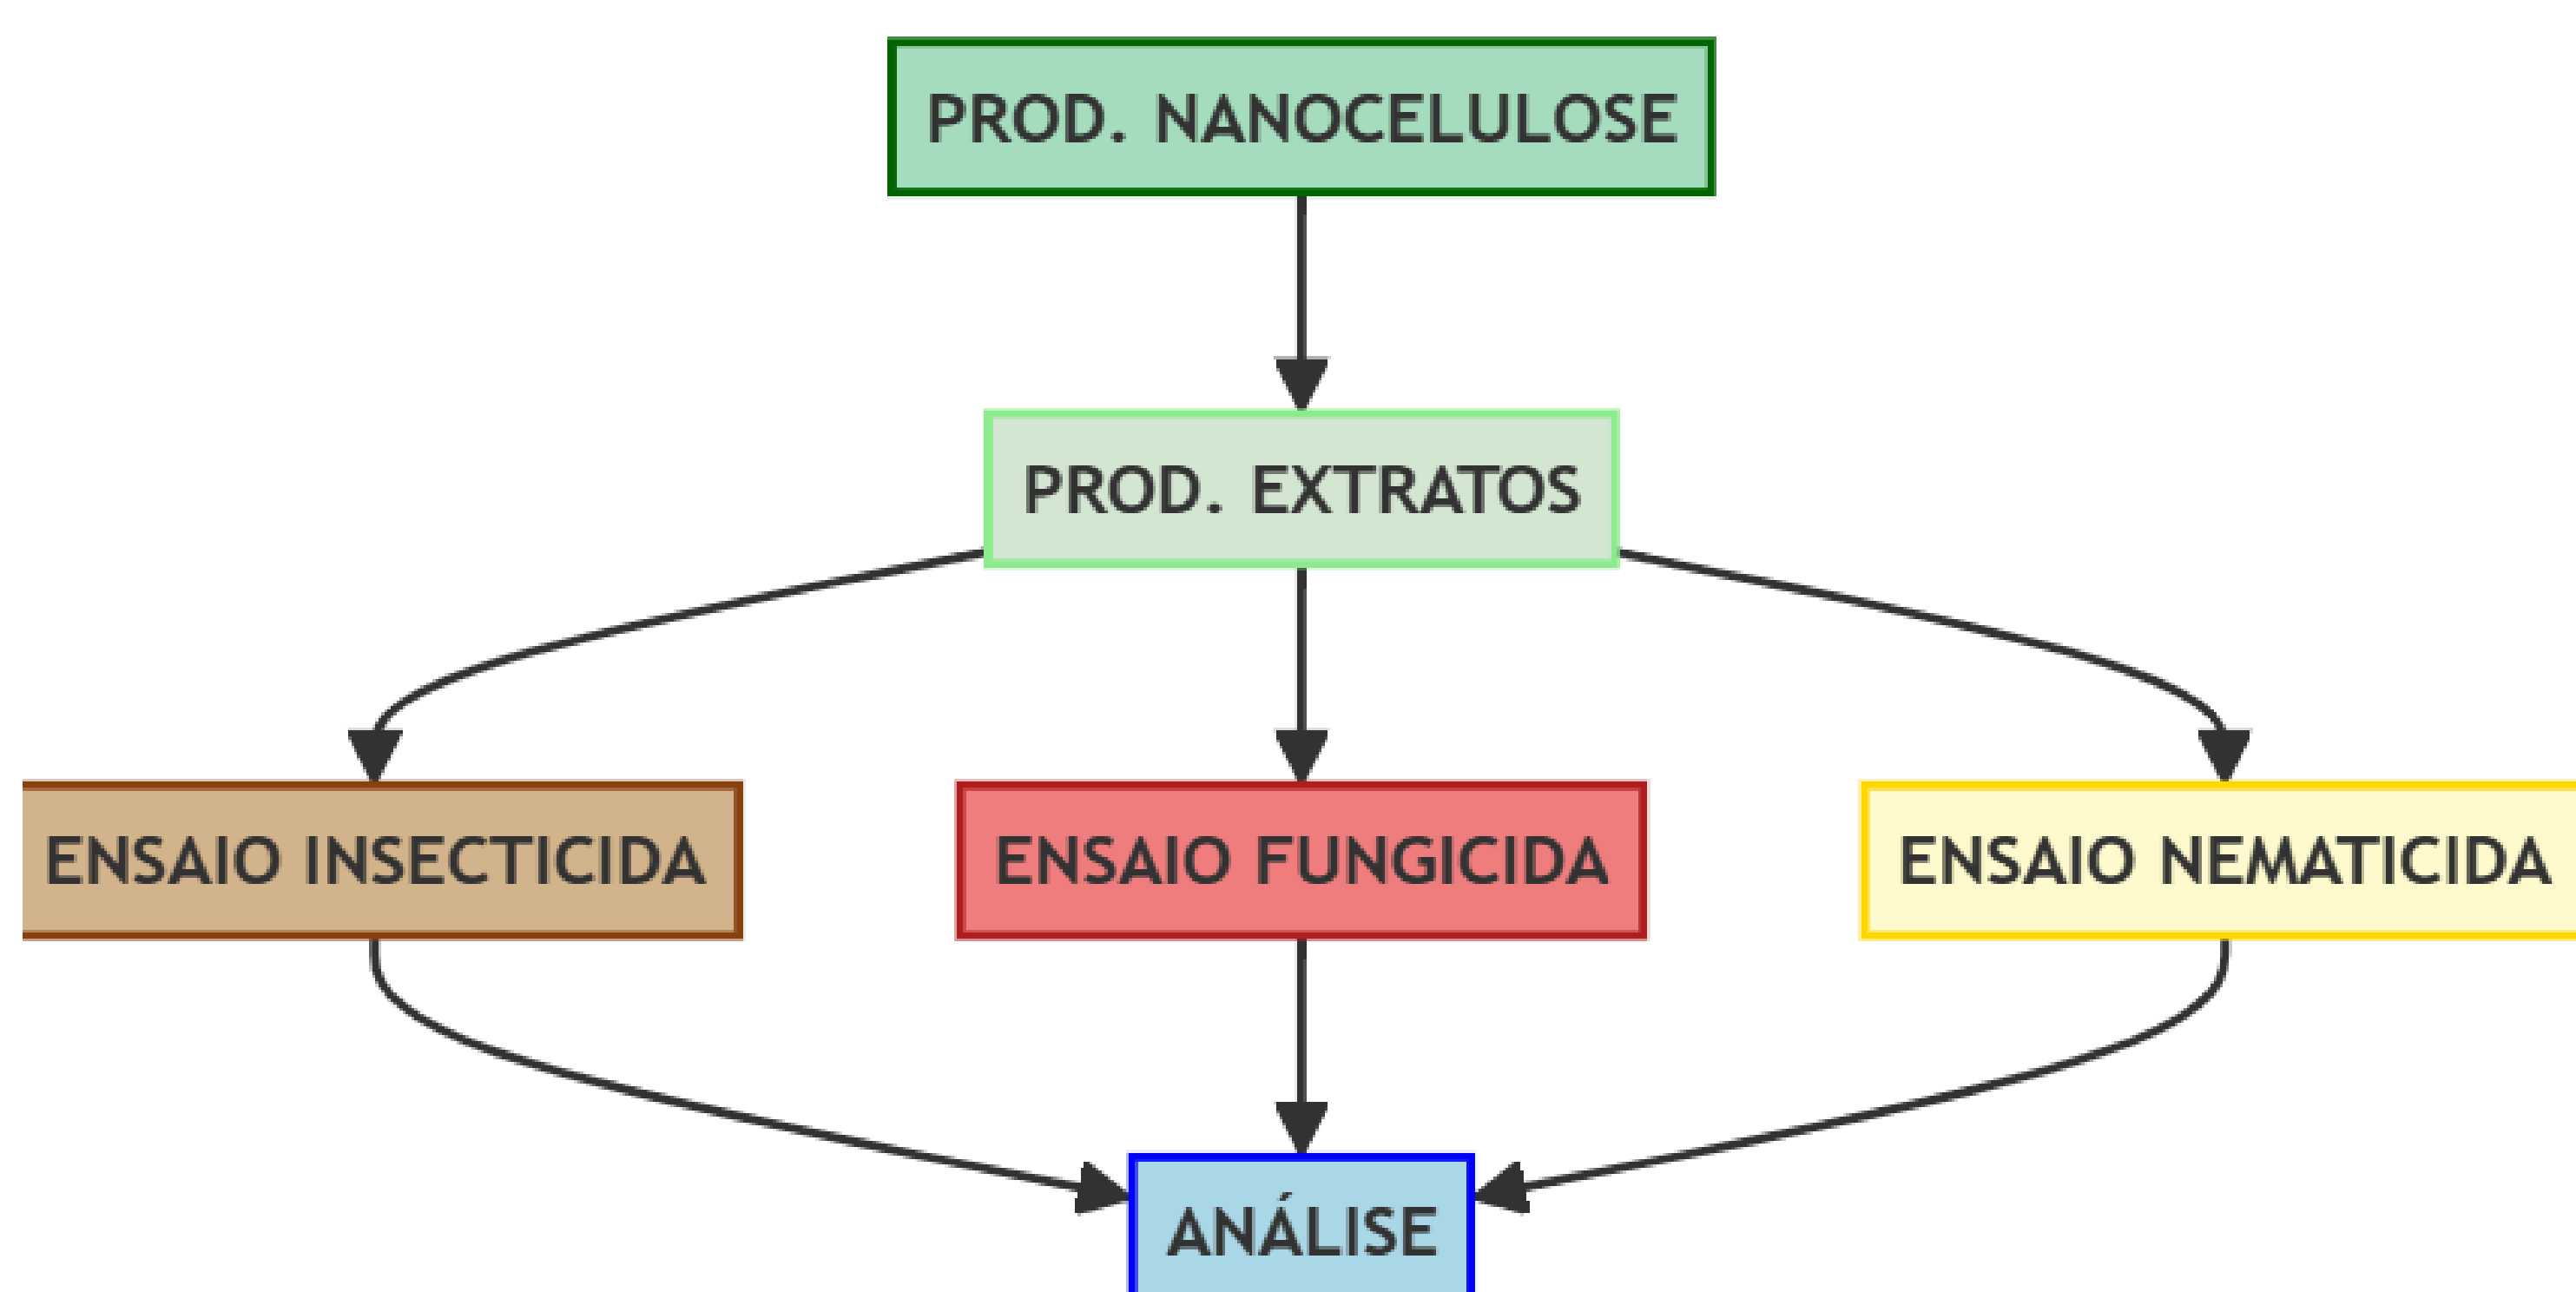 PROD. NANOCELULOSE
PROD. EXTRATOS
ENSAIO INSECTICIDA
ENSAIO FUNGICIDA
ENSAIO NEMATICIDA
ANÁLISE